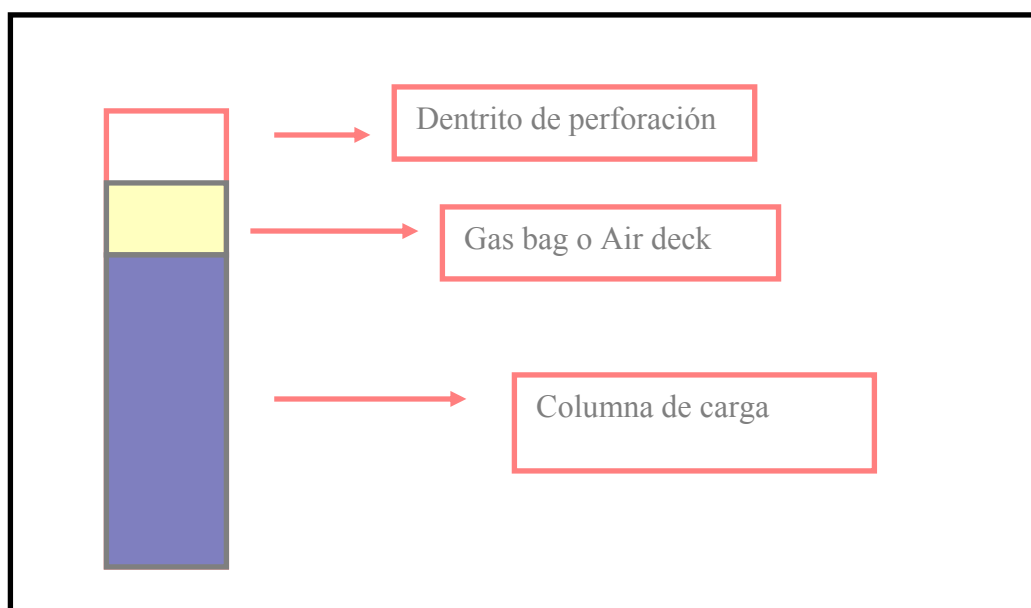 Dentrito de perforación
Gas bag o Air deck
Columna de carga